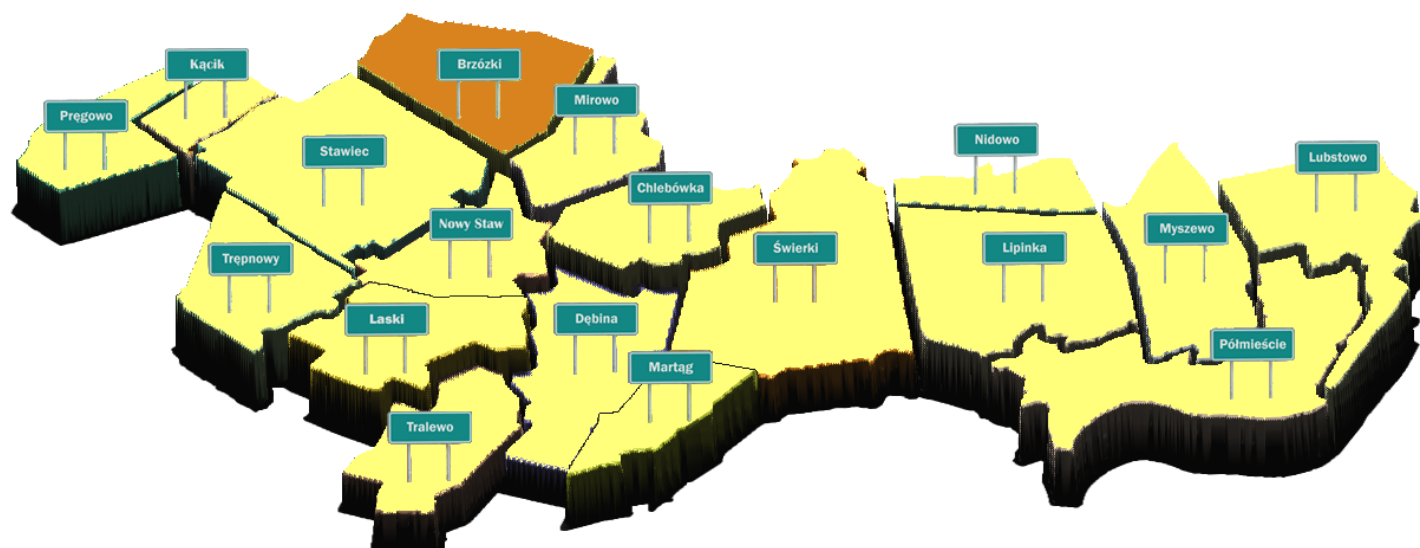 Kącik
Brzózki
Mirowo
Pręgowo
Stawiec
Nidowo
Lubstowo
Chlebówka
Nowy Staw
Świerki
Lipinka
Myszewo
Trępnowy
Laski
Dębina
Półmieście
Martąg
Tralewo